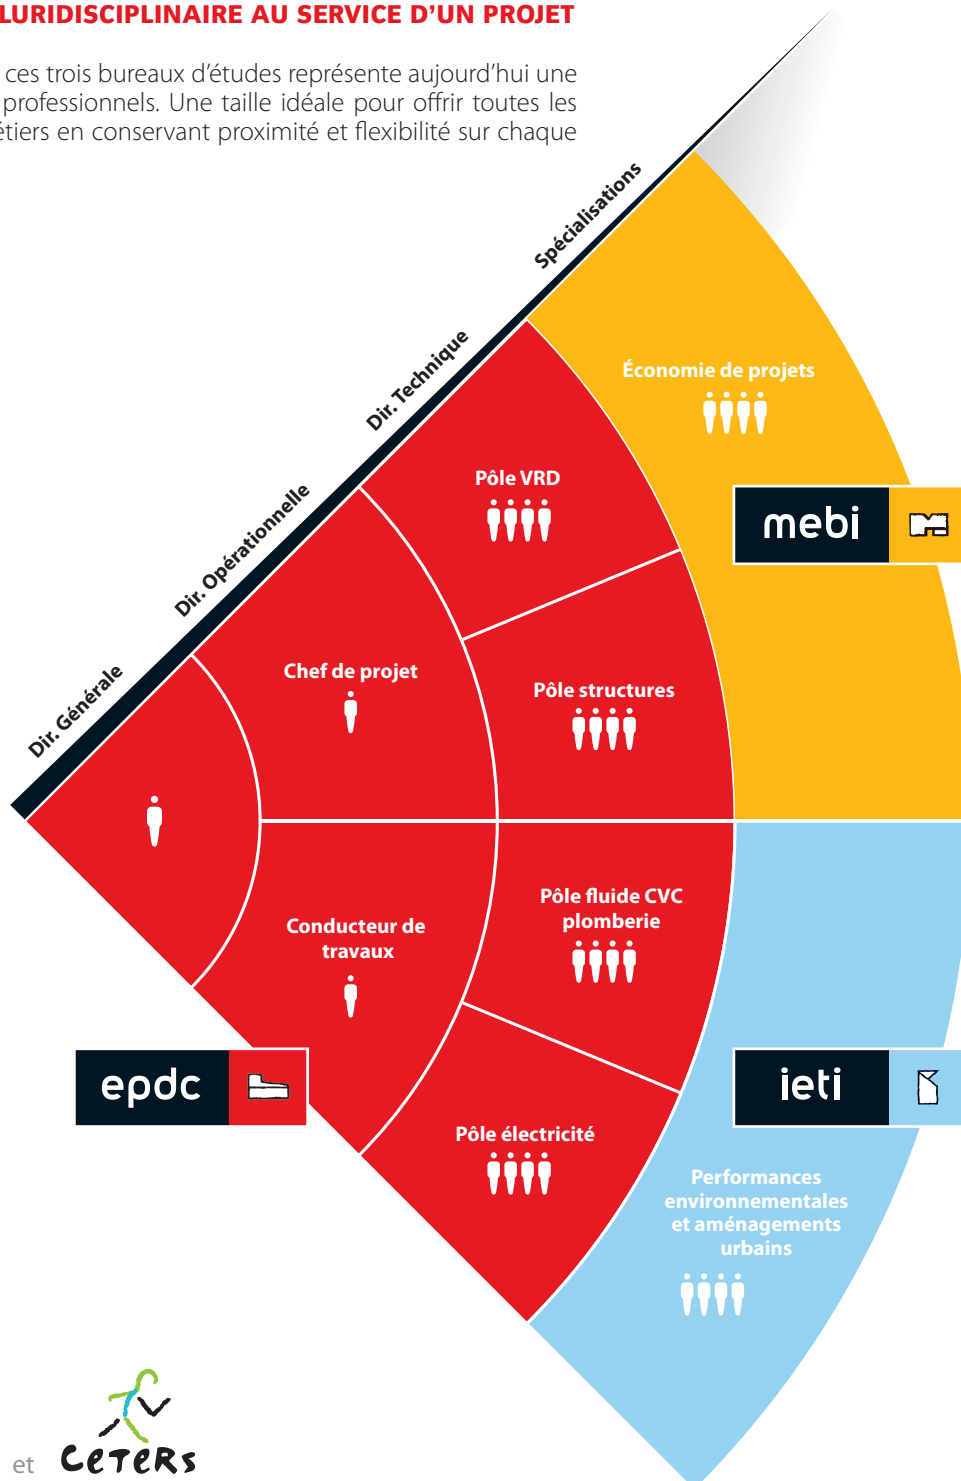 LURIDISCIPLINAIRE AU SERVICE D’UN PROJET
ces trois bureaux d’études représente aujourd’hui une
professionnels. Une taille idéale pour offrir toutes les
étiers en conservant proximité et flexibilité sur chaque
Spécialisations
Dir. Technique
Dir. Opérationnelle
Dir. Générale
Économie de projets
mebi
Pôle VRD
Chef de projet
Pôle structures
Conducteur de
travaux
Pôle fluide CVC
plomberie
epdc
ieti
Pôle électricité
Performances
environnementales
et aménagements
urbains
et CeTeRs